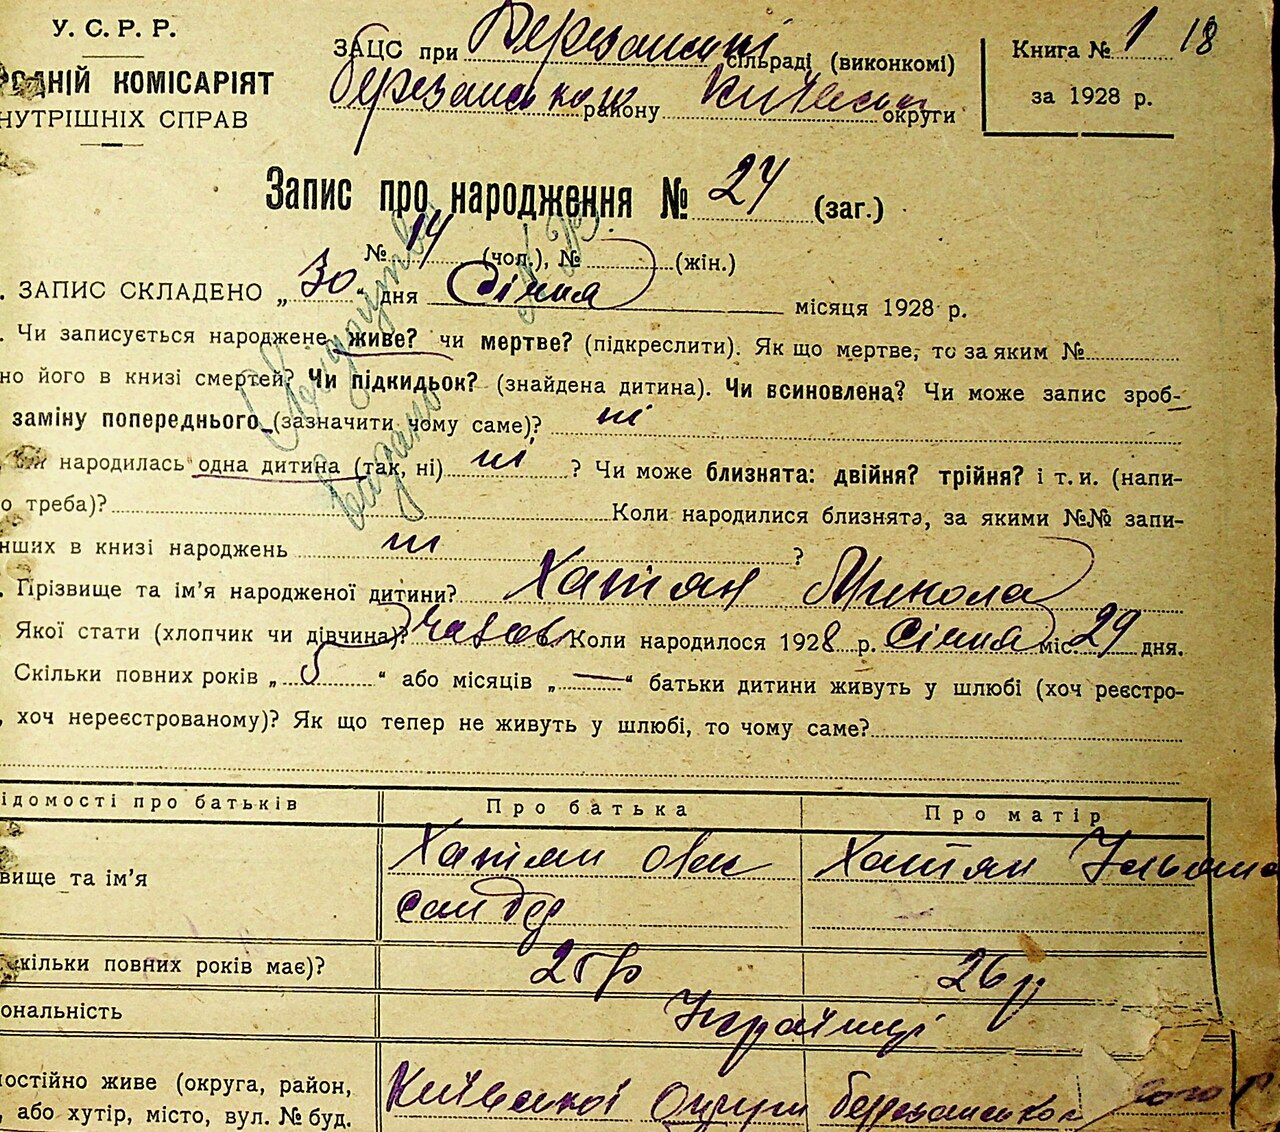 У. С. Р. Р.
РОДНІЙ КОМІСАРІЯТ
НУТРІШНІХ СПРАВ
ЗАЦС при Березанській сільраді (виконкомі)
Березанського району Київської округи
Книга № 1 18
за 1928 р.
Запис про народження № 24 (заг.)
№ 14 (чол.), № (жін.)
. ЗАПИС СКЛАДЕНО „ 30 “ дня Січня місяця 1928 р.
. Чи записується народжене живе? чи мертве? (підкреслити). Як що мертве, то за яким №
но його в книзі смертей? Чи підкидьок? (знайдена дитина). Чи всиновлена? Чи може запис зроб-
заміну попереднього (зазначити чому саме)? ні
народилась одна дитина (так, ні) ні ? Чи може близнята: двійня? трійня? і т. и. (напи-
о треба)? Коли народилися близнята, за якими №№ запи-
нших в книзі народжень ні ?
. Прізвище та ім’я народженої дитини? Хатян Микола
. Якої стати (хлопчик чи дівчина)? Коли народилося 1928 р. Січня міс. 29 дня.
Скільки повних років „ 5 “ або місяців „ — “ батьки дитини живуть у шлюбі (хоч реєстро-
, хоч нереєстрованому)? Як що тепер не живуть у шлюбі, то чому саме?
ідомості про батьків Про батька Про матір
вище та ім’я Хатян Олек Хатян Ульяна
сандер
кільки повних років має)? 26 р
ональність Українці
постійно живе (округа, район, Київської Округи Березанського
, або хутір, місто, вул. № буд.
Свідоцтво
видано